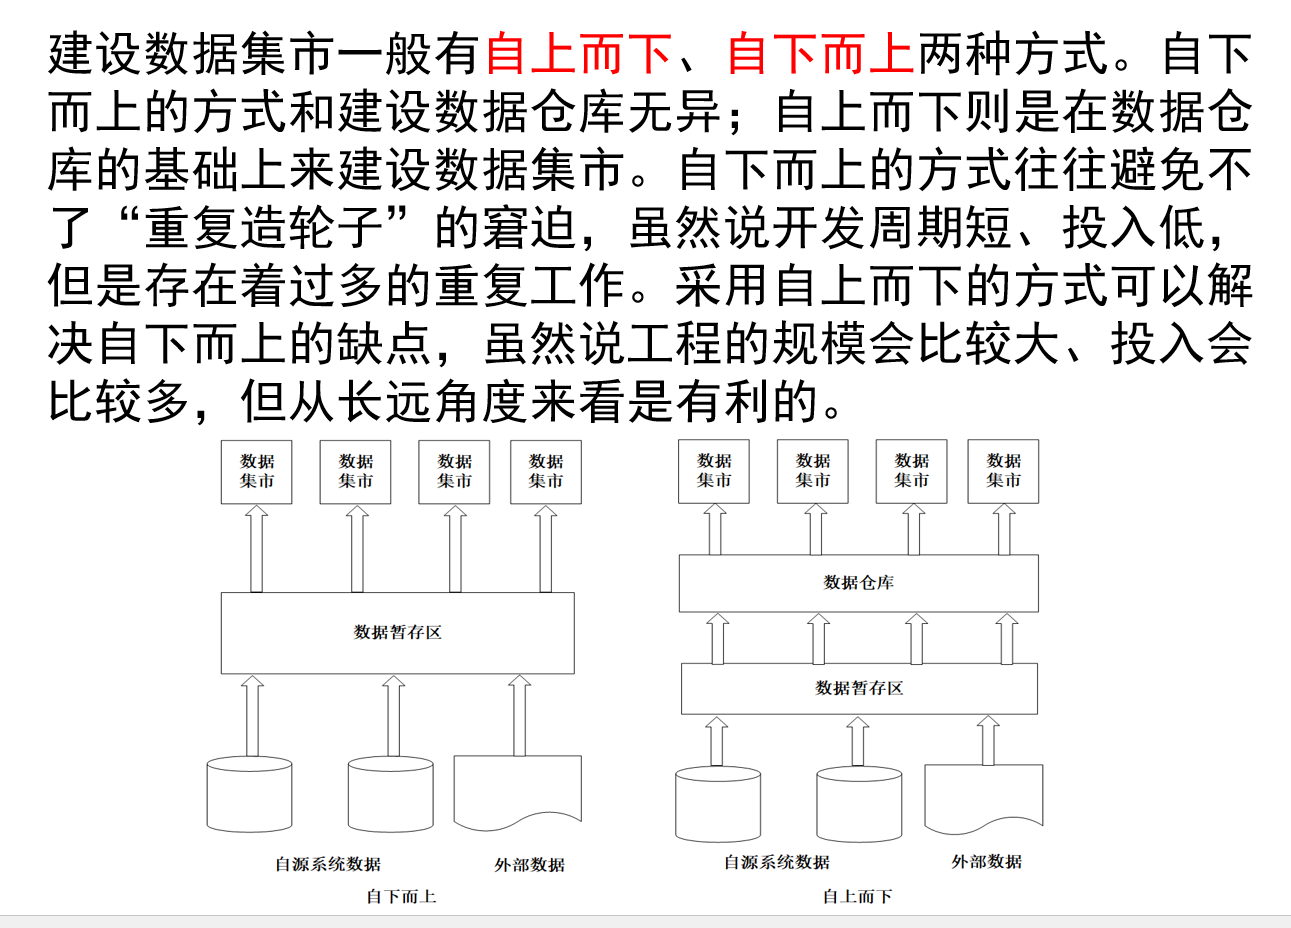 建设数据集市一般有自上而下、自下而上两种方式。自下
而上的方式和建设数据仓库无异；自上而下则是在数据仓
库的基础上来建设数据集市。自下而上的方式往往避免不
了“重复造轮子”的窘迫，虽然说开发周期短、投入低，
但是存在着过多的重复工作。采用自上而下的方式可以解
决自下而上的缺点，虽然说工程的规模会比较大、投入会
比较多，但从长远角度来看是有利的。
数据
集市
数据
集市
数据
集市
数据
集市
数据暂存区
自源系统数据
外部数据
自下而上
数据
集市
数据
集市
数据
集市
数据
集市
数据仓库
数据暂存区
自源系统数据
外部数据
自上而下